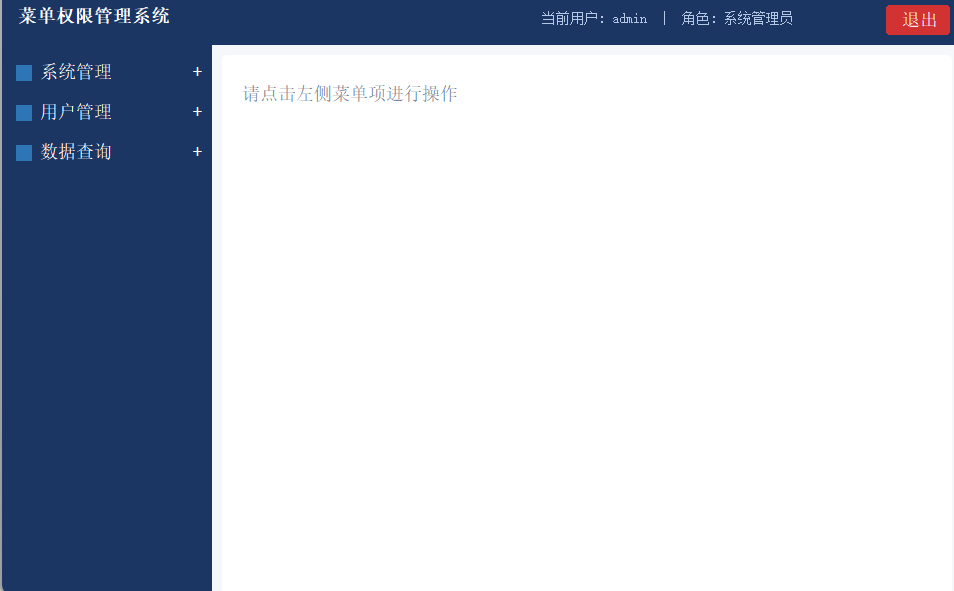 菜单权限管理系统
当前用户: admin | 角色: 系统管理员
退出
系统管理 +
用户管理 +
数据查询 +
请点击左侧菜单项进行操作